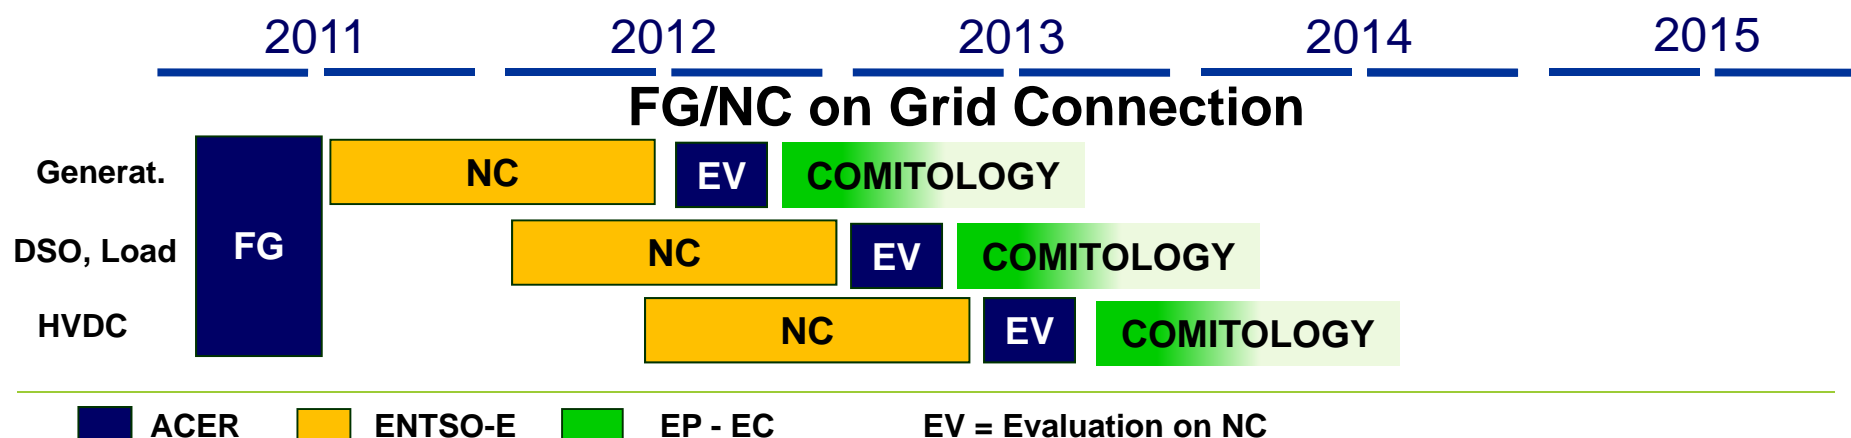 2011 2012 2013 2014 2015
FG/NC on Grid Connection
Generat. NC EV COMITOLOGY
DSO, Load FG NC EV COMITOLOGY
HVDC NC EV COMITOLOGY
ACER ENTSO-E EP - EC EV = Evaluation on NC